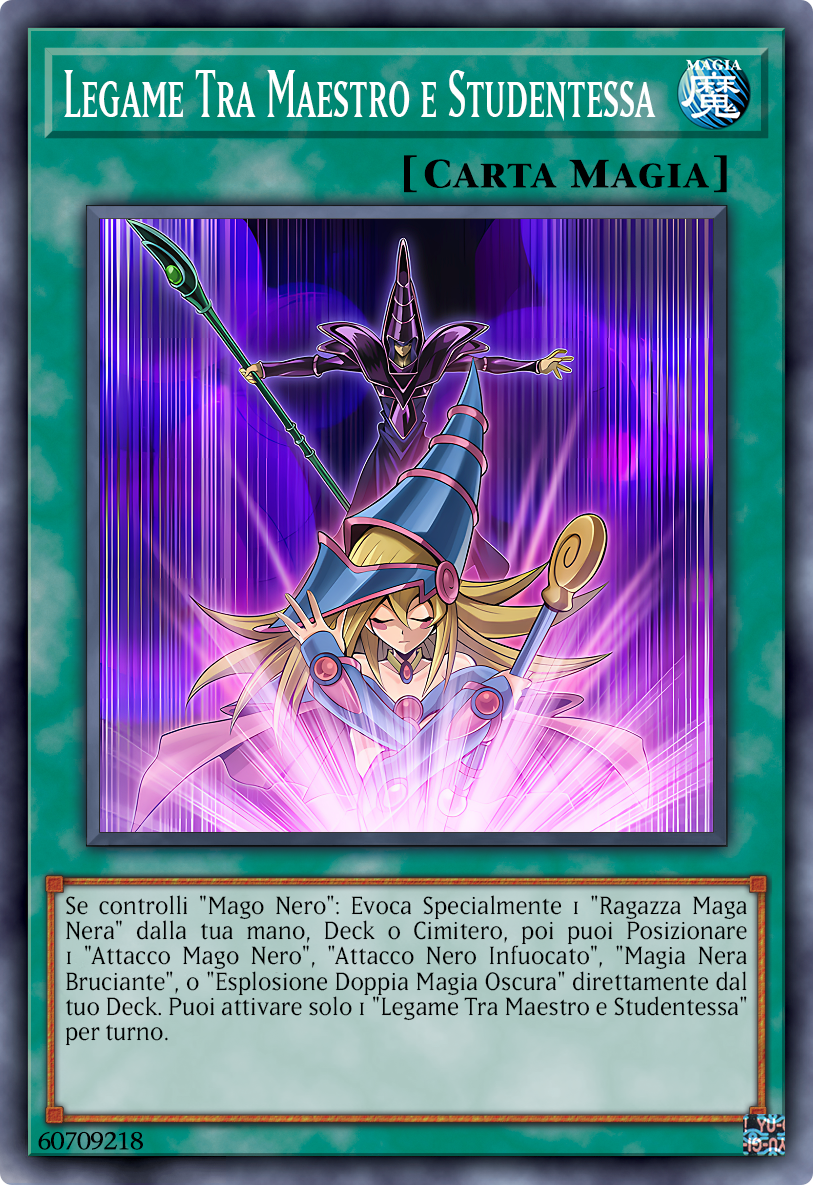 Legame Tra Maestro e Studentessa
MAGIA
魔
[Carta Magia]
Se controlli "Mago Nero": Evoca Specialmente 1 "Ragazza Maga
Nera" dalla tua mano, Deck o Cimitero, poi puoi Posizionare
1 "Attacco Mago Nero", "Attacco Nero Infuocato", "Magia Nera
Bruciante", o "Esplosione Doppia Magia Oscura" direttamente dal
tuo Deck. Puoi attivare solo 1 "Legame Tra Maestro e Studentessa"
per turno.
60709218